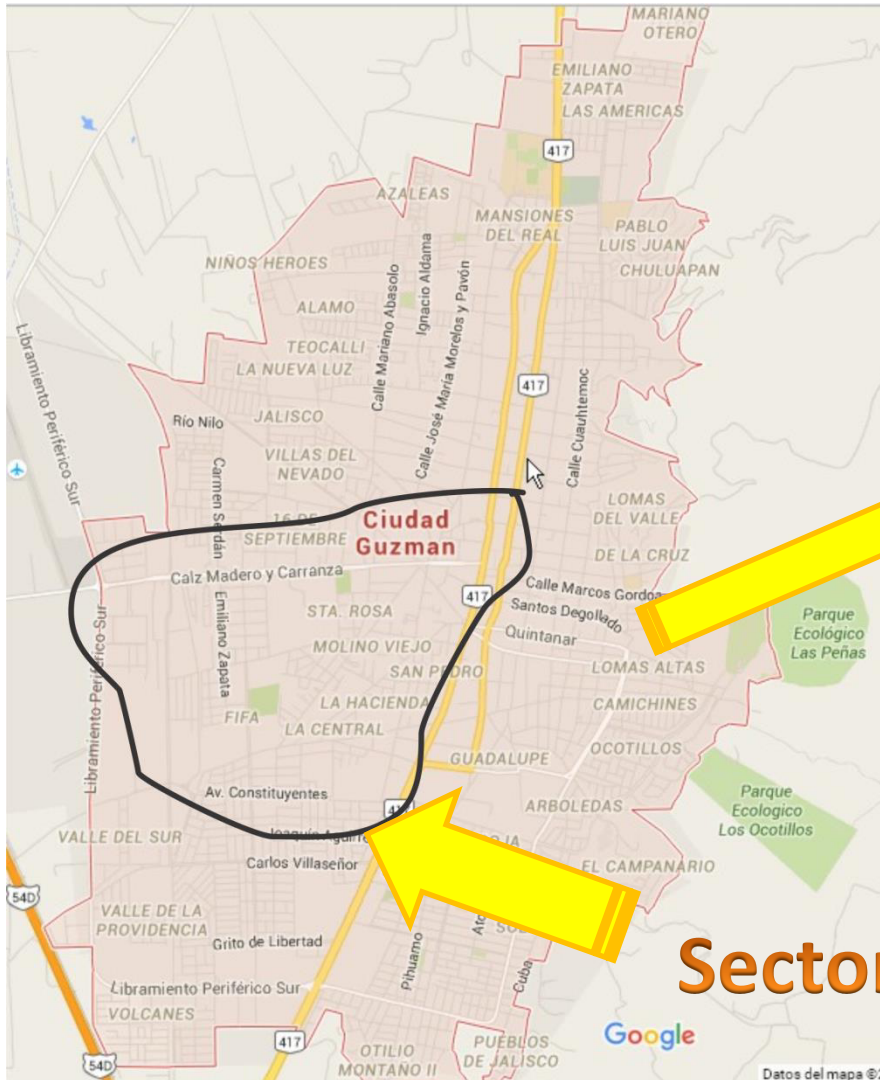 MARIANO
OTERO
EMILIANO
ZAPATA
LAS AMERICAS
417
AZALEAS
MANSIONES
DEL REAL
PABLO
LUIS JUAN
CHULUAPAN
NIÑOS HEROES
Calle Mariano Abasolo
Ignacio Aldama
Calle José María Morelos y Pavón
ALAMO
TEOCALLI
LA NUEVA LUZ
Libramiento Periférico Sur
417
Calle Cuauhtemoc
Río Nilo
JALISCO
VILLAS DEL
NEVADO
Carmen Serdán
LOMAS
DEL VALLE
16 DE
SEPTIEMBRE
Ciudad
Guzman
DE LA CRUZ
Calz Madero y Carranza
417
Calle Marcos Gordoa
Santos Degollado
Quintanar
Emiliano Zapata
STA. ROSA
MOLINO VIEJO
SAN PEDRO
Parque
Ecológico
Las Peñas
LOMAS ALTAS
Libramiento Periférico Sur
LA HACIENDA
CAMICHINES
FIFA
LA CENTRAL
OCOTILLOS
GUADALUPE
Av. Constituyentes
417
ARBOLEDAS
Parque
Ecologico
Los Ocotillos
VALLE DEL SUR
Joaquín Aguirre
Carlos Villaseñor
EL CAMPANARIO
54D
VALLE DE LA
PROVIDENCIA
Grito de Libertad
Pihuamo
Cuba
Sector
Libramiento Periférico Sur
VOLCANES
417
Google
54D
OTILIO
MONTAÑO II
PUEBLOS
DE JALISCO
Datos del mapa ©2